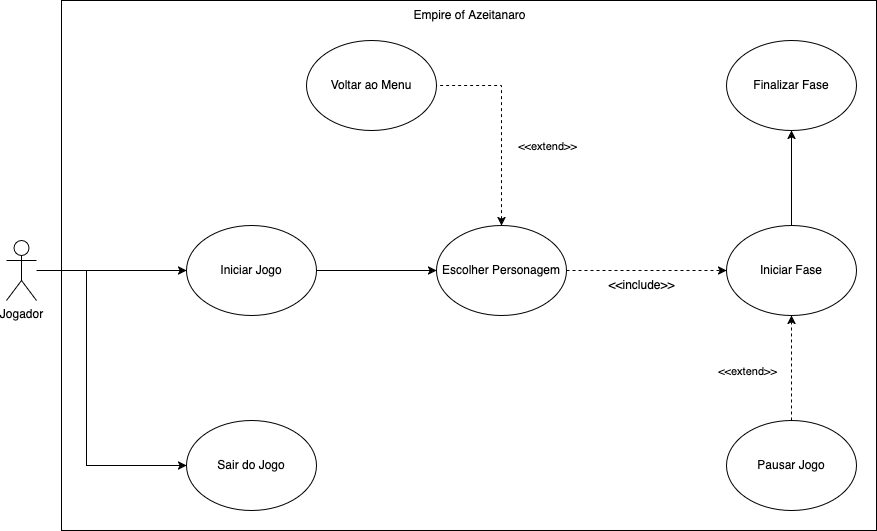 Empire of Azeitanaro
Voltar ao Menu
Finalizar Fase
<<extend>>
Iniciar Jogo
Escolher Personagem
Iniciar Fase
<<include>>
Jogador
<<extend>>
Sair do Jogo
Pausar Jogo